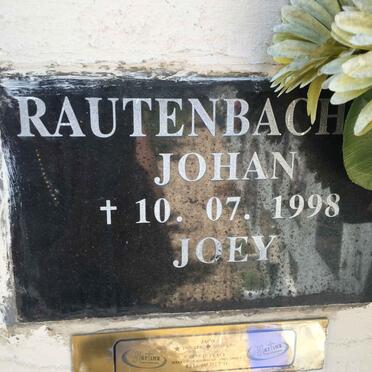 RAUTENBACH
JOHAN
† 10. 07. 1998
JOEY